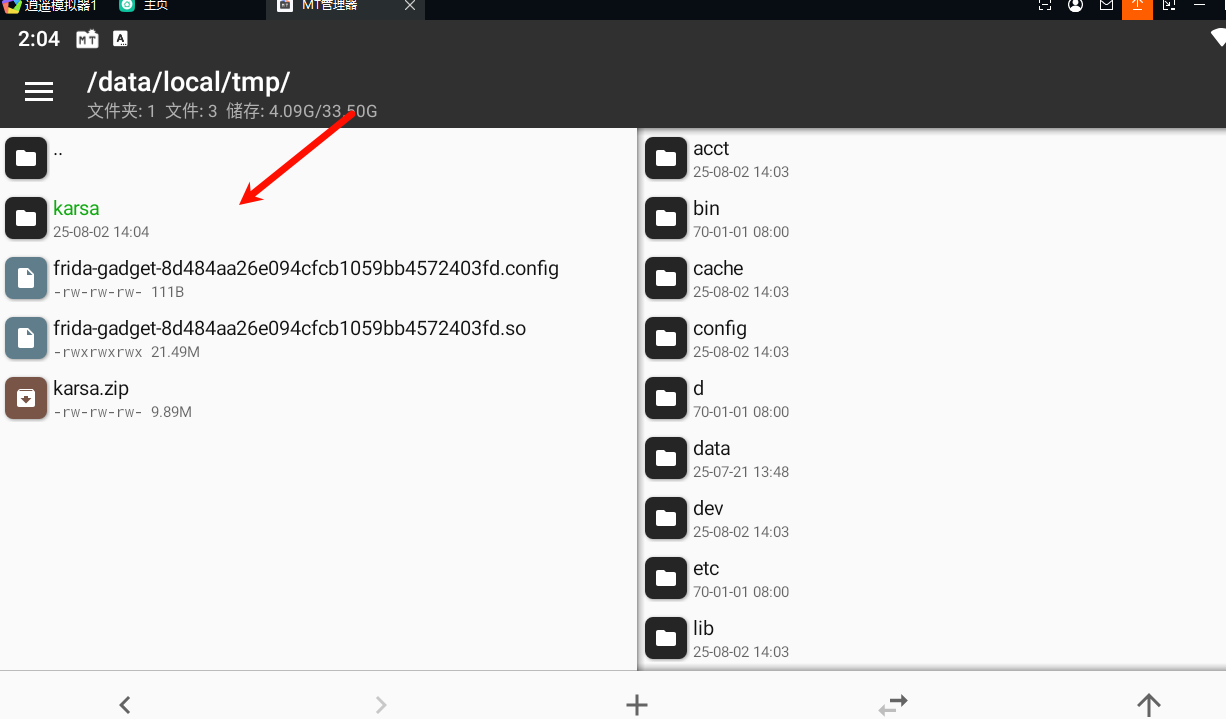 逍遥模拟器1 主页 MT管理器
2:04 MT A
/data/local/tmp/
文件夹: 1 文件: 3 储存: 4.09G/33.50G
..
karsa
25-08-02 14:04
frida-gadget-8d484aa26e094cfcb1059bb4572403fd.config
-rw-rw-rw- 111B
frida-gadget-8d484aa26e094cfcb1059bb4572403fd.so
-rwxrwxrwx 21.49M
karsa.zip
-rw-rw-rw- 9.89M
acct
25-08-02 14:03
bin
70-01-01 08:00
cache
25-08-02 14:03
config
25-08-02 14:03
d
70-01-01 08:00
data
25-07-21 13:48
dev
25-08-02 14:03
etc
70-01-01 08:00
lib
25-08-02 14:03